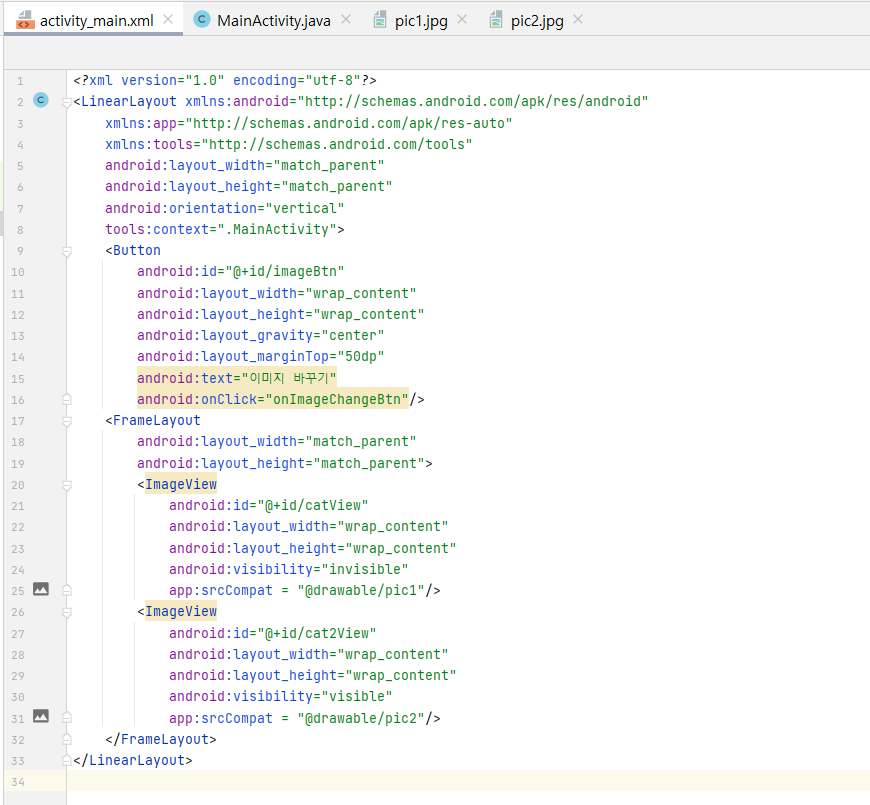 activity_main.xml MainActivity.java pic1.jpg pic2.jpg
1 <?xml version="1.0" encoding="utf-8"?>
2 <LinearLayout xmlns:android="http://schemas.android.com/apk/res/android"
3 xmlns:app="http://schemas.android.com/apk/res-auto"
4 xmlns:tools="http://schemas.android.com/tools"
5 android:layout_width="match_parent"
6 android:layout_height="match_parent"
7 android:orientation="vertical"
8 tools:context=".MainActivity">
9 <Button
10 android:id="@+id/imageBtn"
11 android:layout_width="wrap_content"
12 android:layout_height="wrap_content"
13 android:layout_gravity="center"
14 android:layout_marginTop="50dp"
15 android:text="이미지 바꾸기"
16 android:onClick="onImageChangeBtn"/>
17 <FrameLayout
18 android:layout_width="match_parent"
19 android:layout_height="match_parent">
20 <ImageView
21 android:id="@+id/catView"
22 android:layout_width="wrap_content"
23 android:layout_height="wrap_content"
24 android:visibility="invisible"
25 app:srcCompat = "@drawable/pic1"/>
26 <ImageView
27 android:id="@+id/cat2View"
28 android:layout_width="wrap_content"
29 android:layout_height="wrap_content"
30 android:visibility="visible"
31 app:srcCompat = "@drawable/pic2"/>
32 </FrameLayout>
33 </LinearLayout>
34